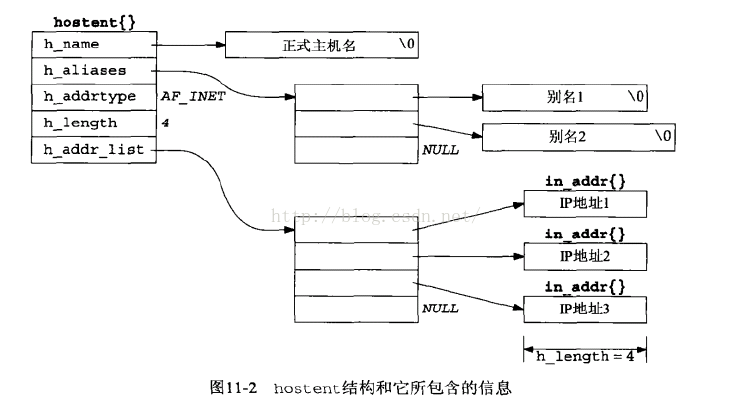 hostent{}
h_name
正式主机名 \0
h_aliases
h_addrtype AF_INET
别名1 \0
h_length 4
别名2 \0
h_addr_list
NULL
in_addr{}
IP地址1
http://blog.csdn.net/
in_addr{}
IP地址2
in_addr{}
IP地址3
NULL
h_length = 4
图11-2 hostent结构和它所包含的信息